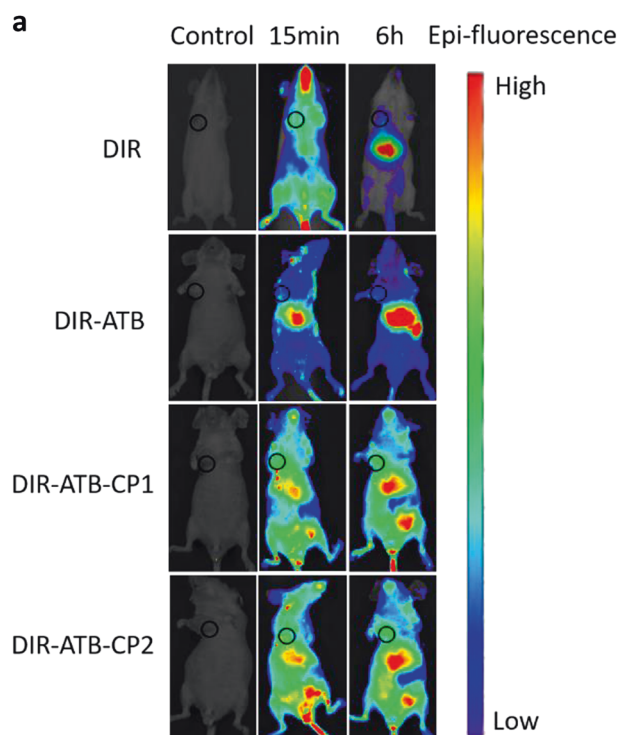 a
Control 15min 6h Epi-fluorescence
High
DIR
DIR-ATB
DIR-ATB-CP1
DIR-ATB-CP2
Low